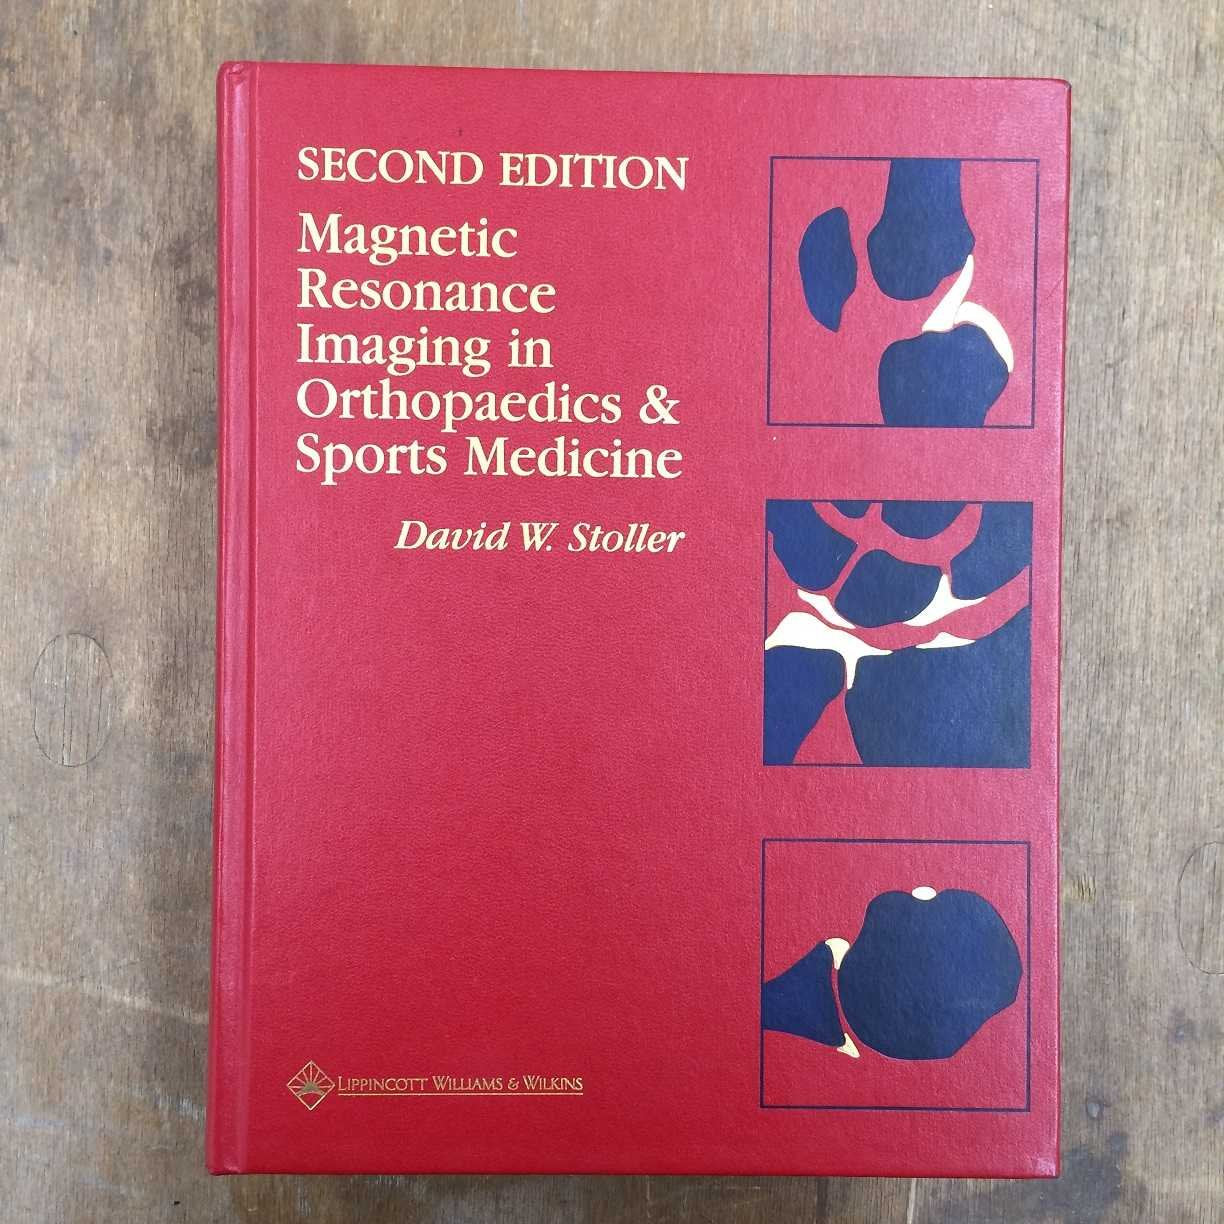 SECOND EDITION
Magnetic
Resonance
Imaging in
Orthopaedics &
Sports Medicine
David W. Stoller
LIPPINCOTT WILLIAMS & WILKINS